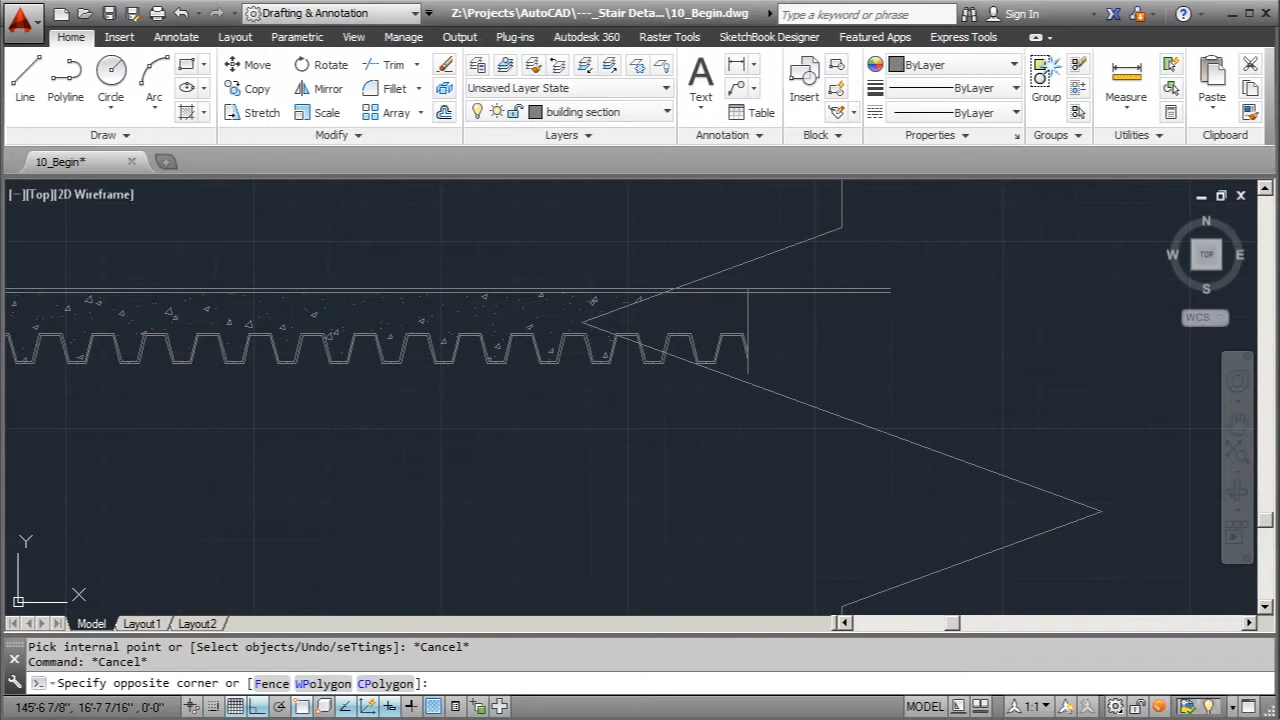 Drafting & Annotation
Z:\Projects\AutoCAD\---_Stair Deta...\10_Begin.dwg
Type a keyword or phrase
Sign In
Home Insert Annotate Layout Parametric View Manage Output Plug-ins Autodesk 360 Raster Tools SketchBook Designer Featured Apps Express Tools
Line Polyline Circle Arc
Move Rotate Trim
Copy Mirror Fillet
Stretch Scale Array
Unsaved Layer State
building section
Text
Table
Insert
ByLayer
ByLayer
ByLayer
Group
Measure
Paste
Draw Modify Layers Annotation Block Properties Groups Utilities Clipboard
10_Begin*
[−][Top][2D Wireframe]
N
W TOP E
S
WCS
Y
X
Model Layout1 Layout2
Pick internal point or [Select objects/Undo/seTtings]: *Cancel*
Command: *Cancel*
Specify opposite corner or [Fence WPolygon CPolygon]:
145'-6 7/8", 16'-7 7/16", 0'-0"
MODEL
1:1